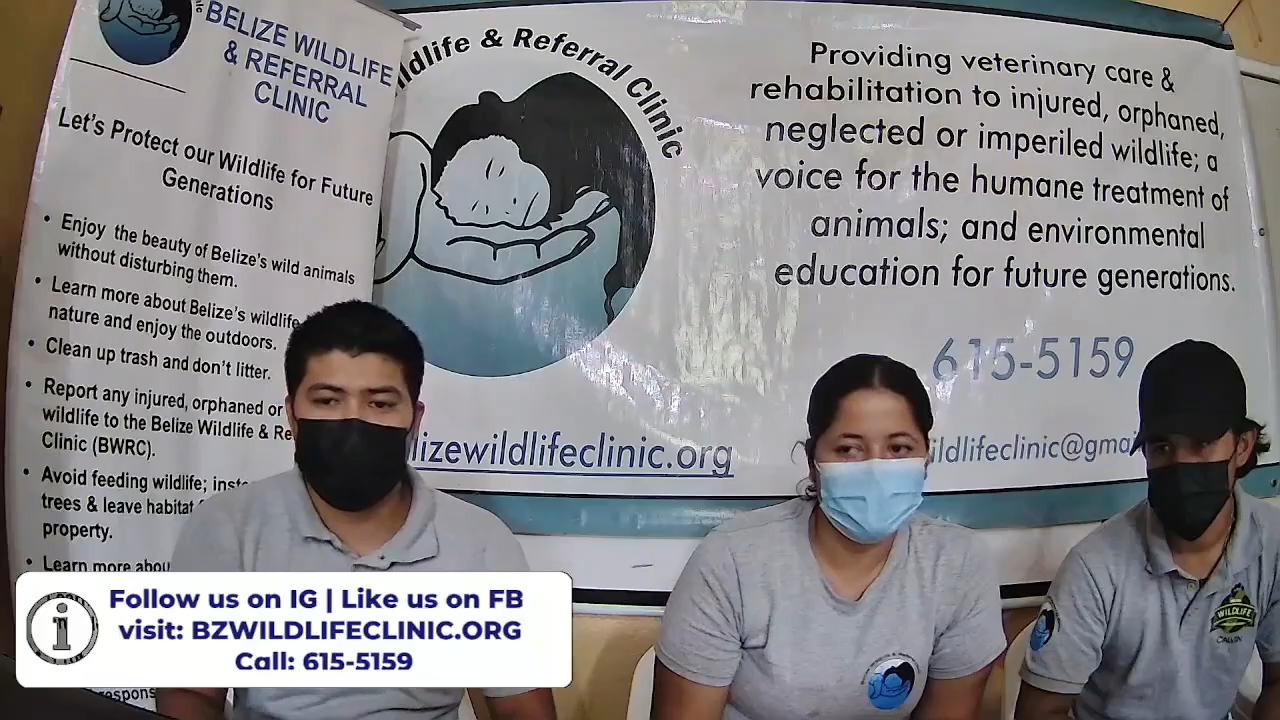 BELIZE WILDLIFE
& REFERRAL
CLINIC
Let's Protect our Wildlife for Future
Generations
• Enjoy the beauty of Belize's wild animals
without disturbing them.
• Learn more about Belize's wildlife
nature and enjoy the outdoors.
• Clean up trash and don't litter.
• Report any injured, orphaned or
wildlife to the Belize Wildlife & Re
Clinic (BWRC).
• Avoid feeding wildlife; inst
trees & leave habitat
property.
• Learn more abou
respons
ildlife & Referral Clinic
Providing veterinary care &
rehabilitation to injured, orphaned,
neglected or imperiled wildlife; a
voice for the humane treatment of
animals; and environmental
education for future generations.
615-5159
lizewildlifeclinic.org
ildlifeclinic@gmai
WILDLIFE
Follow us on IG | Like us on FB
visit: BZWILDLIFECLINIC.ORG
Call: 615-5159